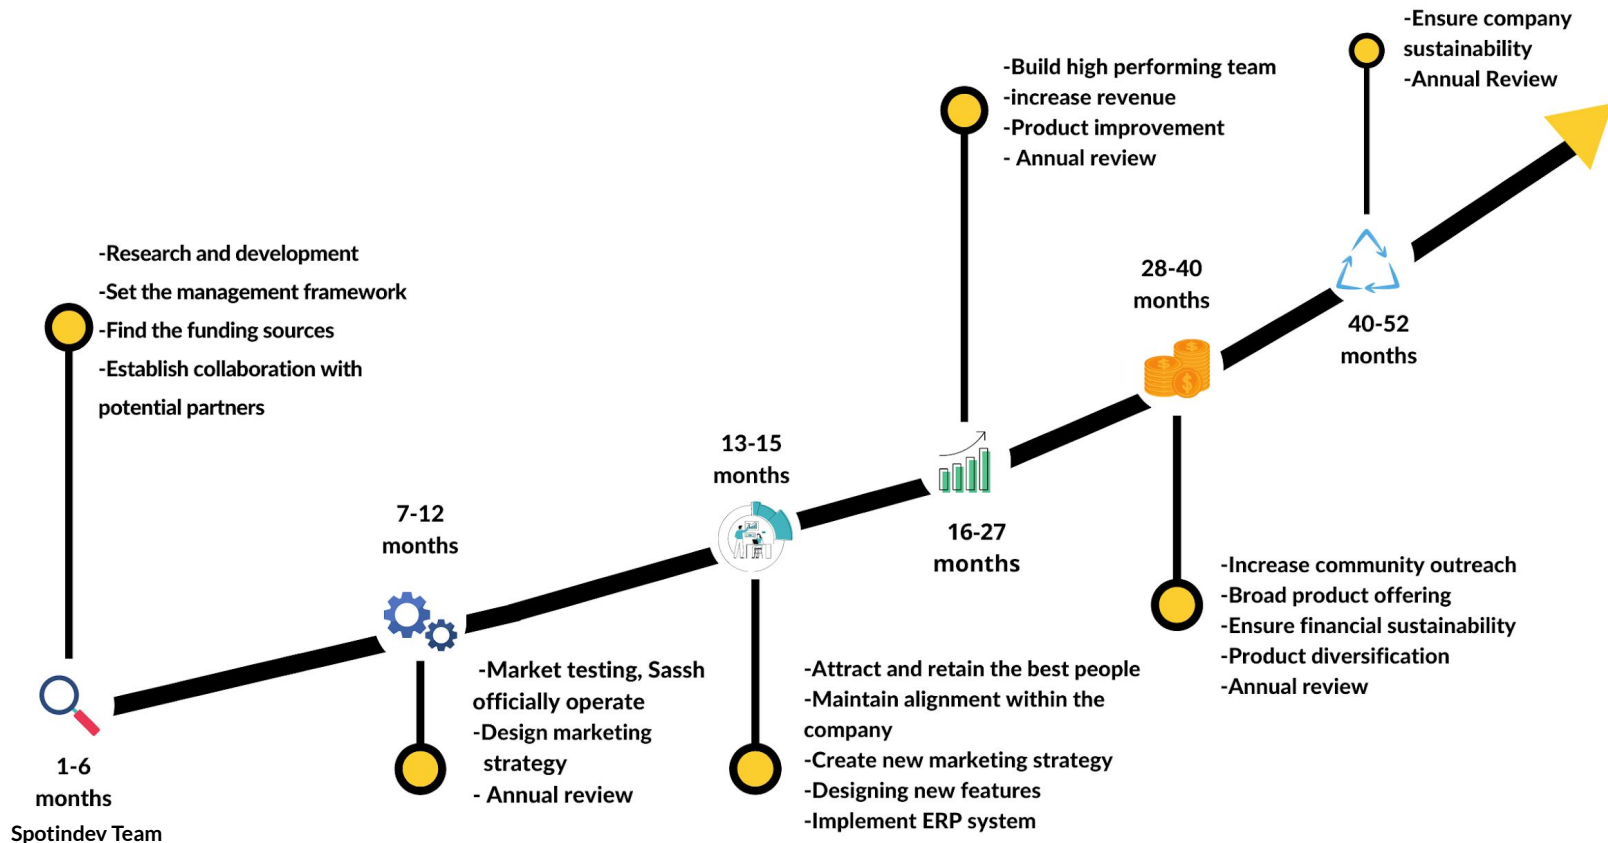 -Research and development
-Set the management framework
-Find the funding sources
-Establish collaboration with
potential partners
1-6
months
Spotindev Team
7-12
months
-Market testing, Sassh
officially operate
-Design marketing
strategy
- Annual review
13-15
months
-Attract and retain the best people
-Maintain alignment within the
company
-Create new marketing strategy
-Designing new features
-Implement ERP system
-Build high performing team
-increase revenue
-Product improvement
- Annual review
16-27
months
28-40
months
-Increase community outreach
-Broad product offering
-Ensure financial sustainability
-Product diversification
-Annual review
-Ensure company
sustainability
-Annual Review
40-52
months